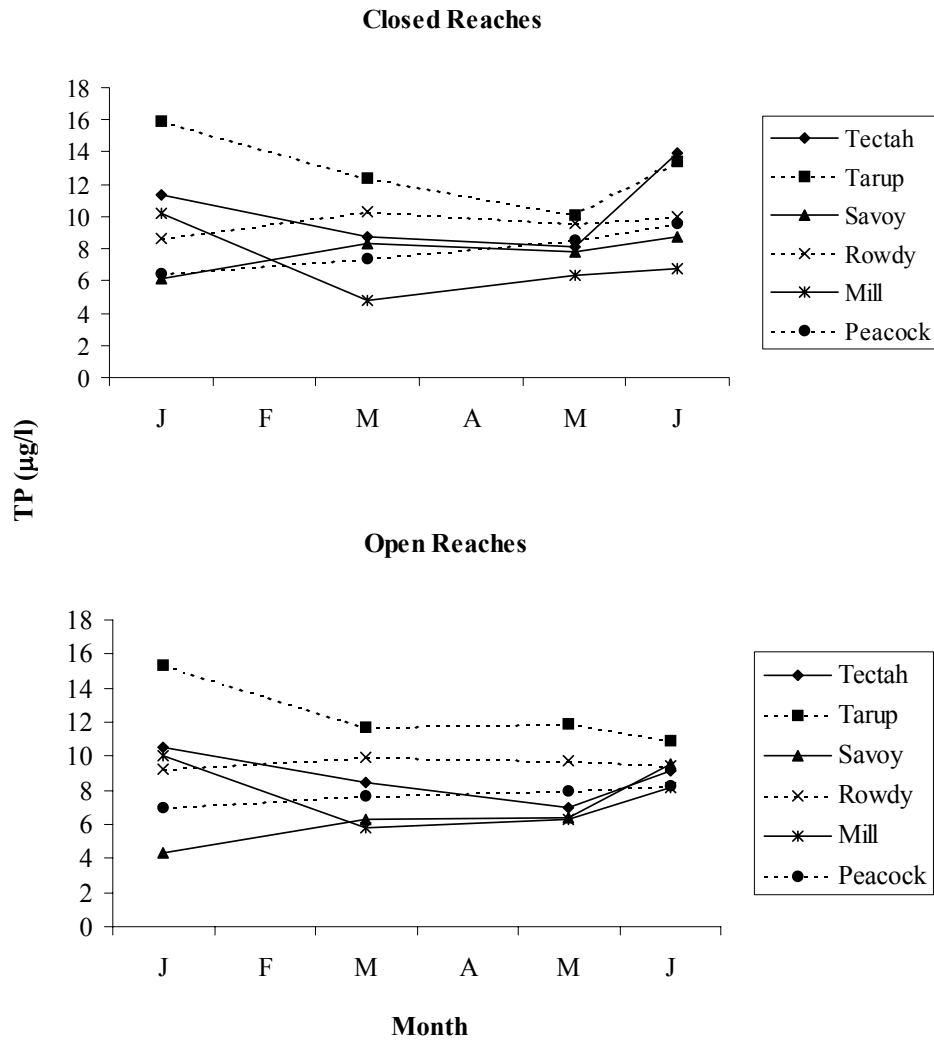 Closed Reaches
18
16
14
12
10
8
6
4
2
0
J F M A M J
Tectah
Tarup
Savoy
Rowdy
Mill
Peacock
TP (µg/l)
Open Reaches
18
16
14
12
10
8
6
4
2
0
J F M A M J
Tectah
Tarup
Savoy
Rowdy
Mill
Peacock
Month